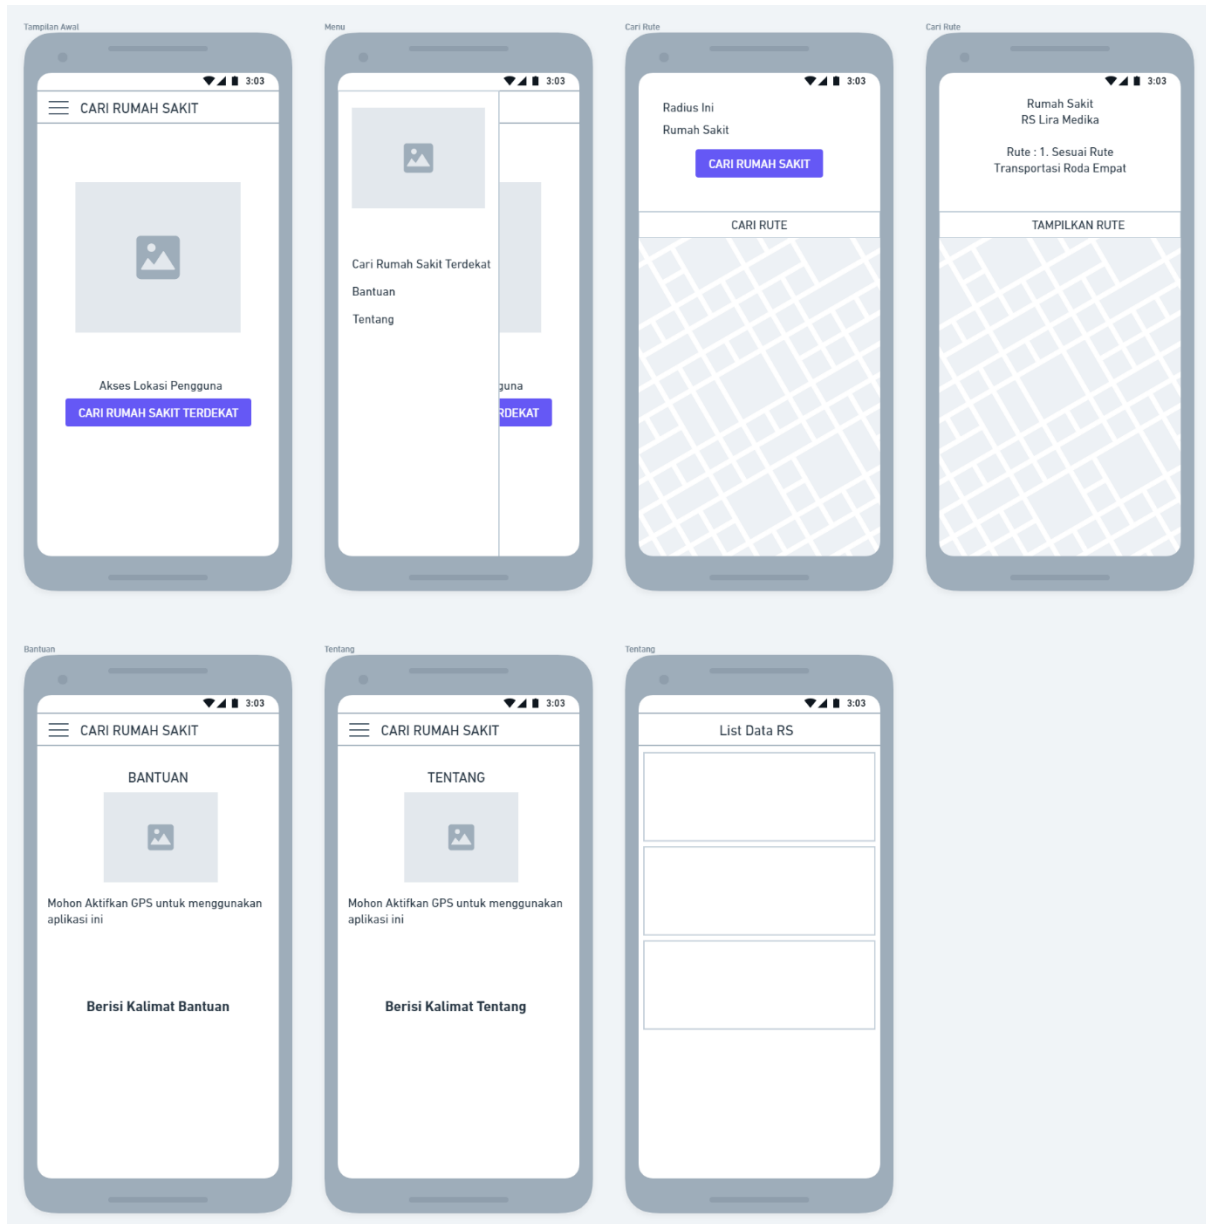 Tampilan Awal
3:03
CARI RUMAH SAKIT
Akses Lokasi Pengguna
CARI RUMAH SAKIT TERDEKAT
Menu
3:03
Cari Rumah Sakit Terdekat
Bantuan
Tentang
guna
RDEKAT
Cari Rute
3:03
Radius Ini
Rumah Sakit
CARI RUMAH SAKIT
CARI RUTE
Cari Rute
3:03
Rumah Sakit
RS Lira Medika
Rute : 1. Sesuai Rute
Transportasi Roda Empat
TAMPILKAN RUTE
Bantuan
3:03
CARI RUMAH SAKIT
BANTUAN
Mohon Aktifkan GPS untuk menggunakan
aplikasi ini
Berisi Kalimat Bantuan
Tentang
3:03
CARI RUMAH SAKIT
TENTANG
Mohon Aktifkan GPS untuk menggunakan
aplikasi ini
Berisi Kalimat Tentang
Tentang
3:03
List Data RS